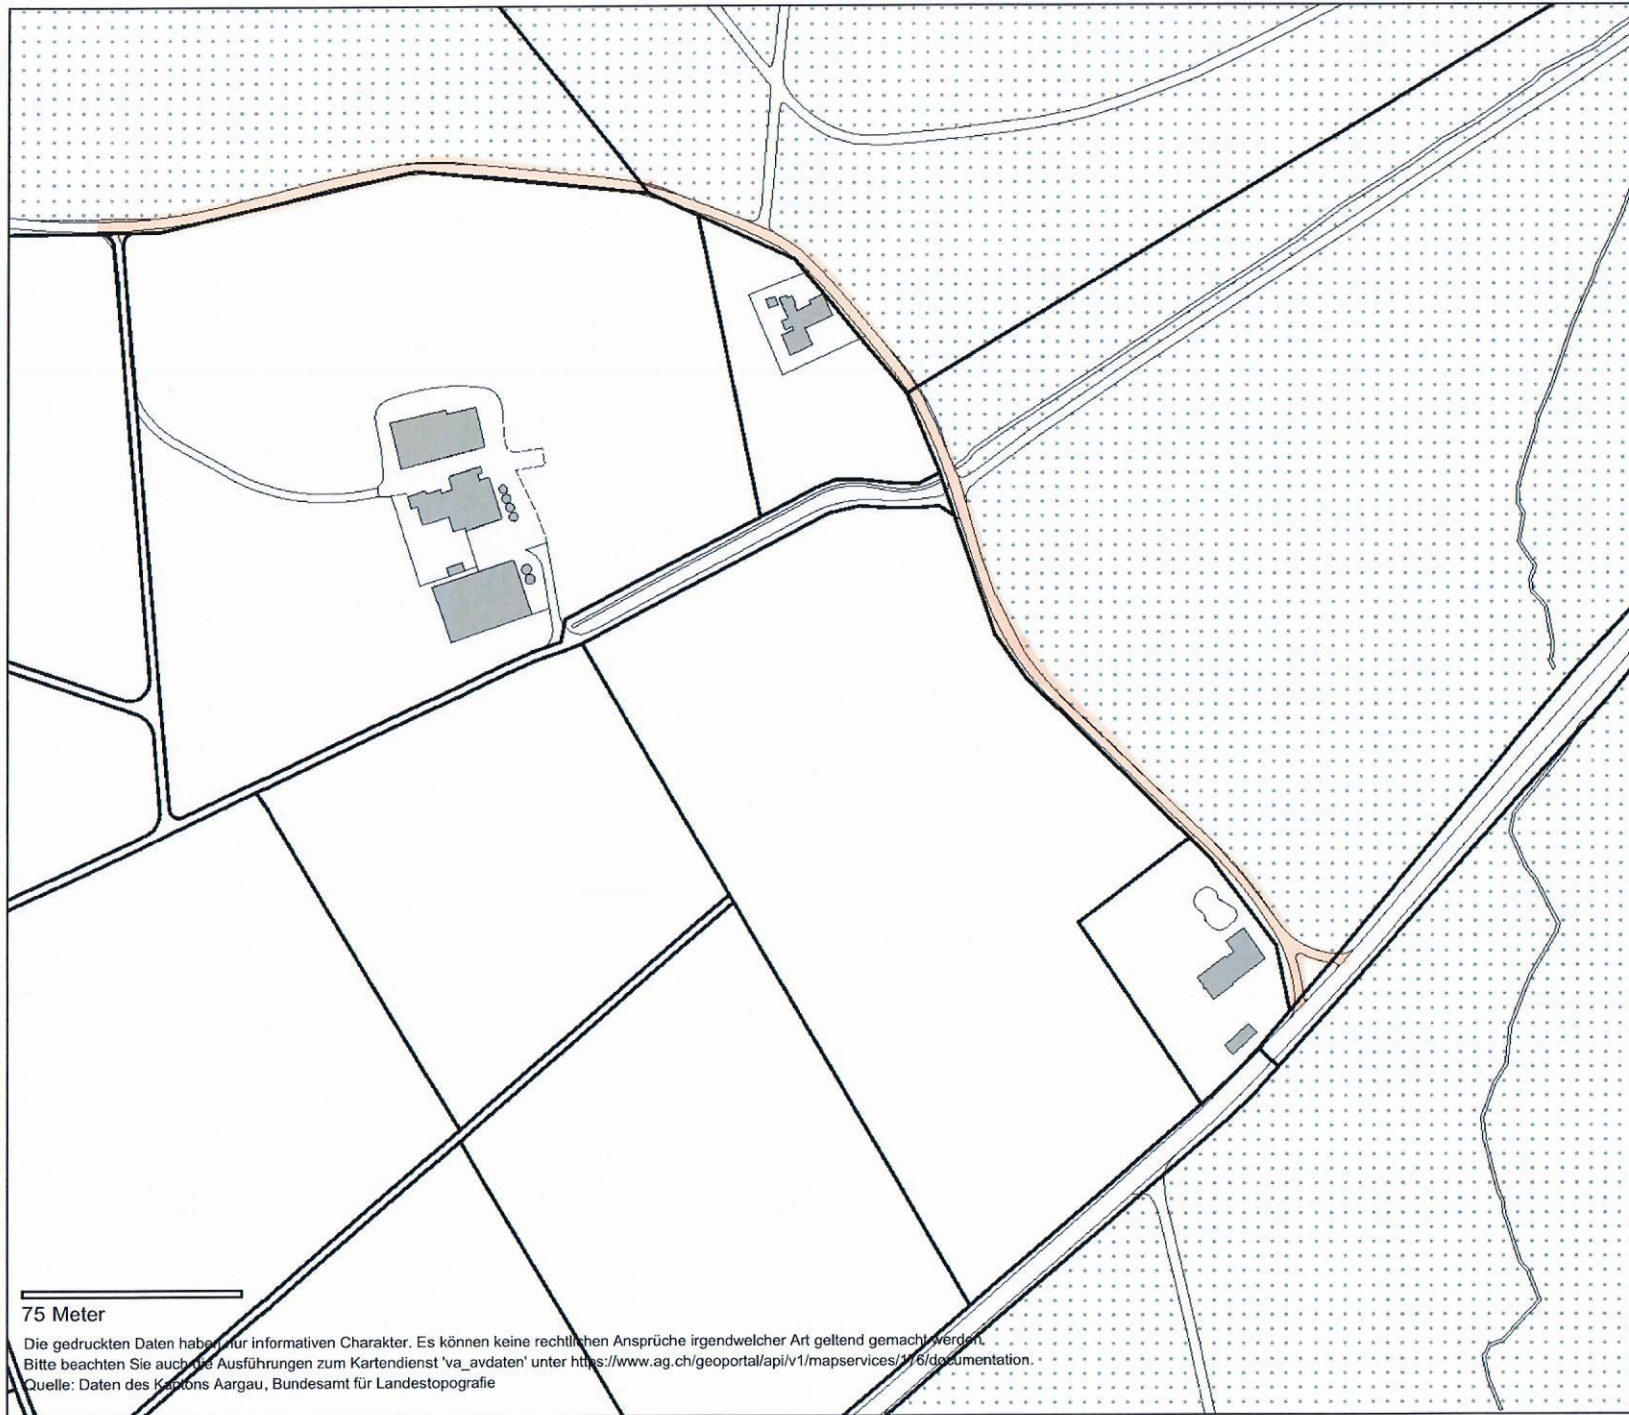 75 Meter
Die gedruckten Daten haben nur informativen Charakter. Es können keine rechtlichen Ansprüche irgendwelcher Art geltend gemacht werden.
Bitte beachten Sie auch die Ausführungen zum Kartendienst 'va_avdaten' unter https://www.ag.ch/geoportal/api/v1/mapservices/176/documentation.
Quelle: Daten des Kantons Aargau, Bundesamt für Landestopografie